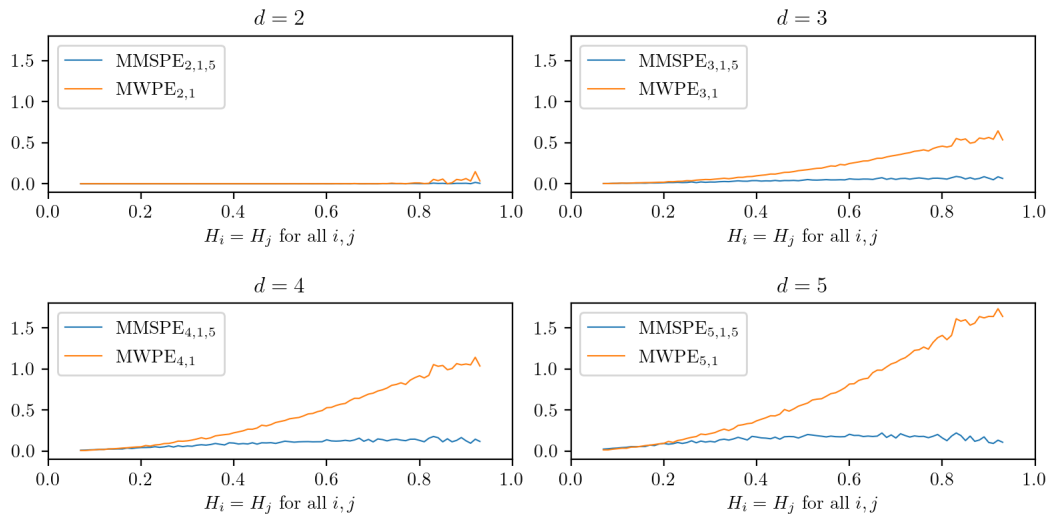 d = 2
1.5
1.0
0.5
0.0
MMSPE₂,₁,₅
MWPE₂,₁
0.0 0.2 0.4 0.6 0.8 1.0
Hᵢ = Hⱼ for all i, j
d = 3
1.5
1.0
0.5
0.0
MMSPE₃,₁,₅
MWPE₃,₁
0.0 0.2 0.4 0.6 0.8 1.0
Hᵢ = Hⱼ for all i, j
d = 4
1.5
1.0
0.5
0.0
MMSPE₄,₁,₅
MWPE₄,₁
0.0 0.2 0.4 0.6 0.8 1.0
Hᵢ = Hⱼ for all i, j
d = 5
1.5
1.0
0.5
0.0
MMSPE₅,₁,₅
MWPE₅,₁
0.0 0.2 0.4 0.6 0.8 1.0
Hᵢ = Hⱼ for all i, j